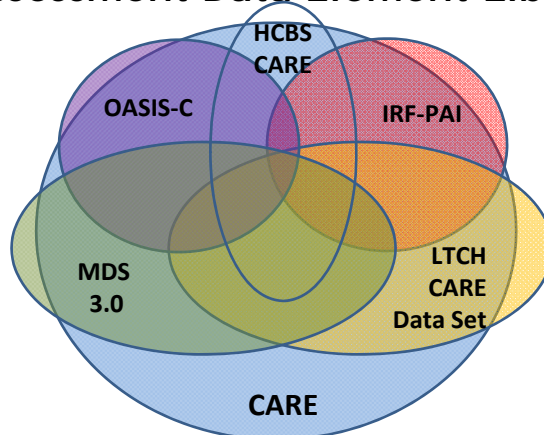 HCBS
CARE
OASIS-C
IRF-PAI
MDS
3.0
LTCH
CARE
Data Set
CARE